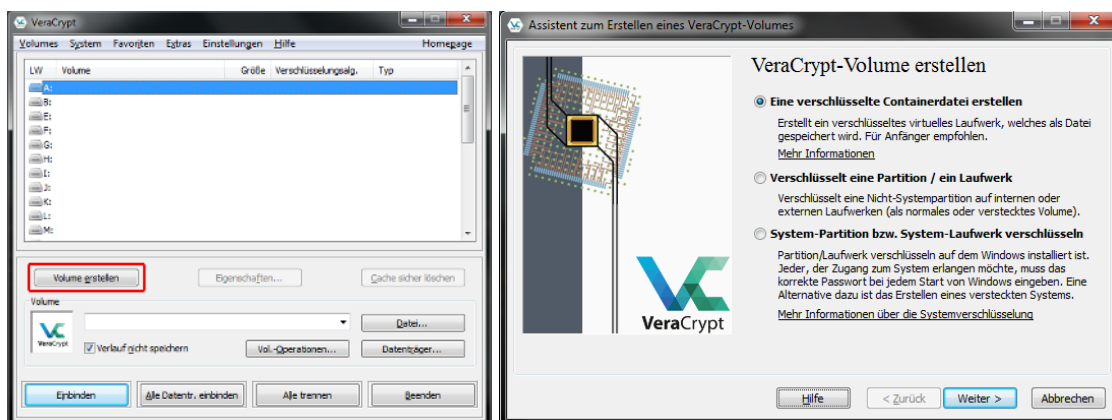 VeraCrypt
Volumes System Favoriten Extras Einstellungen Hilfe Homepage
LW Volume Größe Verschlüsselungsalg. Typ
A:
B:
E:
F:
G:
H:
I:
J:
K:
L:
M:
Volume erstellen Eigenschaften... Cache sicher löschen
Volume
VeraCrypt
Datei...
Verlauf nicht speichern Vol.-Operationen... Datenträger...
Einbinden Alle Datentr. einbinden Alle trennen Beenden
Assistent zum Erstellen eines VeraCrypt-Volumes
VeraCrypt
VeraCrypt-Volume erstellen
Eine verschlüsselte Containerdatei erstellen
Erstellt ein verschlüsseltes virtuelles Laufwerk, welches als Datei
gespeichert wird. Für Anfänger empfohlen.
Mehr Informationen
Verschlüsselt eine Partition / ein Laufwerk
Verschlüsselt eine Nicht-Systempartition auf internen oder
externen Laufwerken (als normales oder verstecktes Volume).
System-Partition bzw. System-Laufwerk verschlüsseln
Partition/Laufwerk verschlüsseln auf dem Windows installiert ist.
Jeder, der Zugang zum System erlangen möchte, muss das
korrekte Passwort bei jedem Start von Windows eingeben. Eine
Alternative dazu ist das Erstellen eines versteckten Systems.
Mehr Informationen über die Systemverschlüsselung
Hilfe < Zurück Weiter > Abbrechen